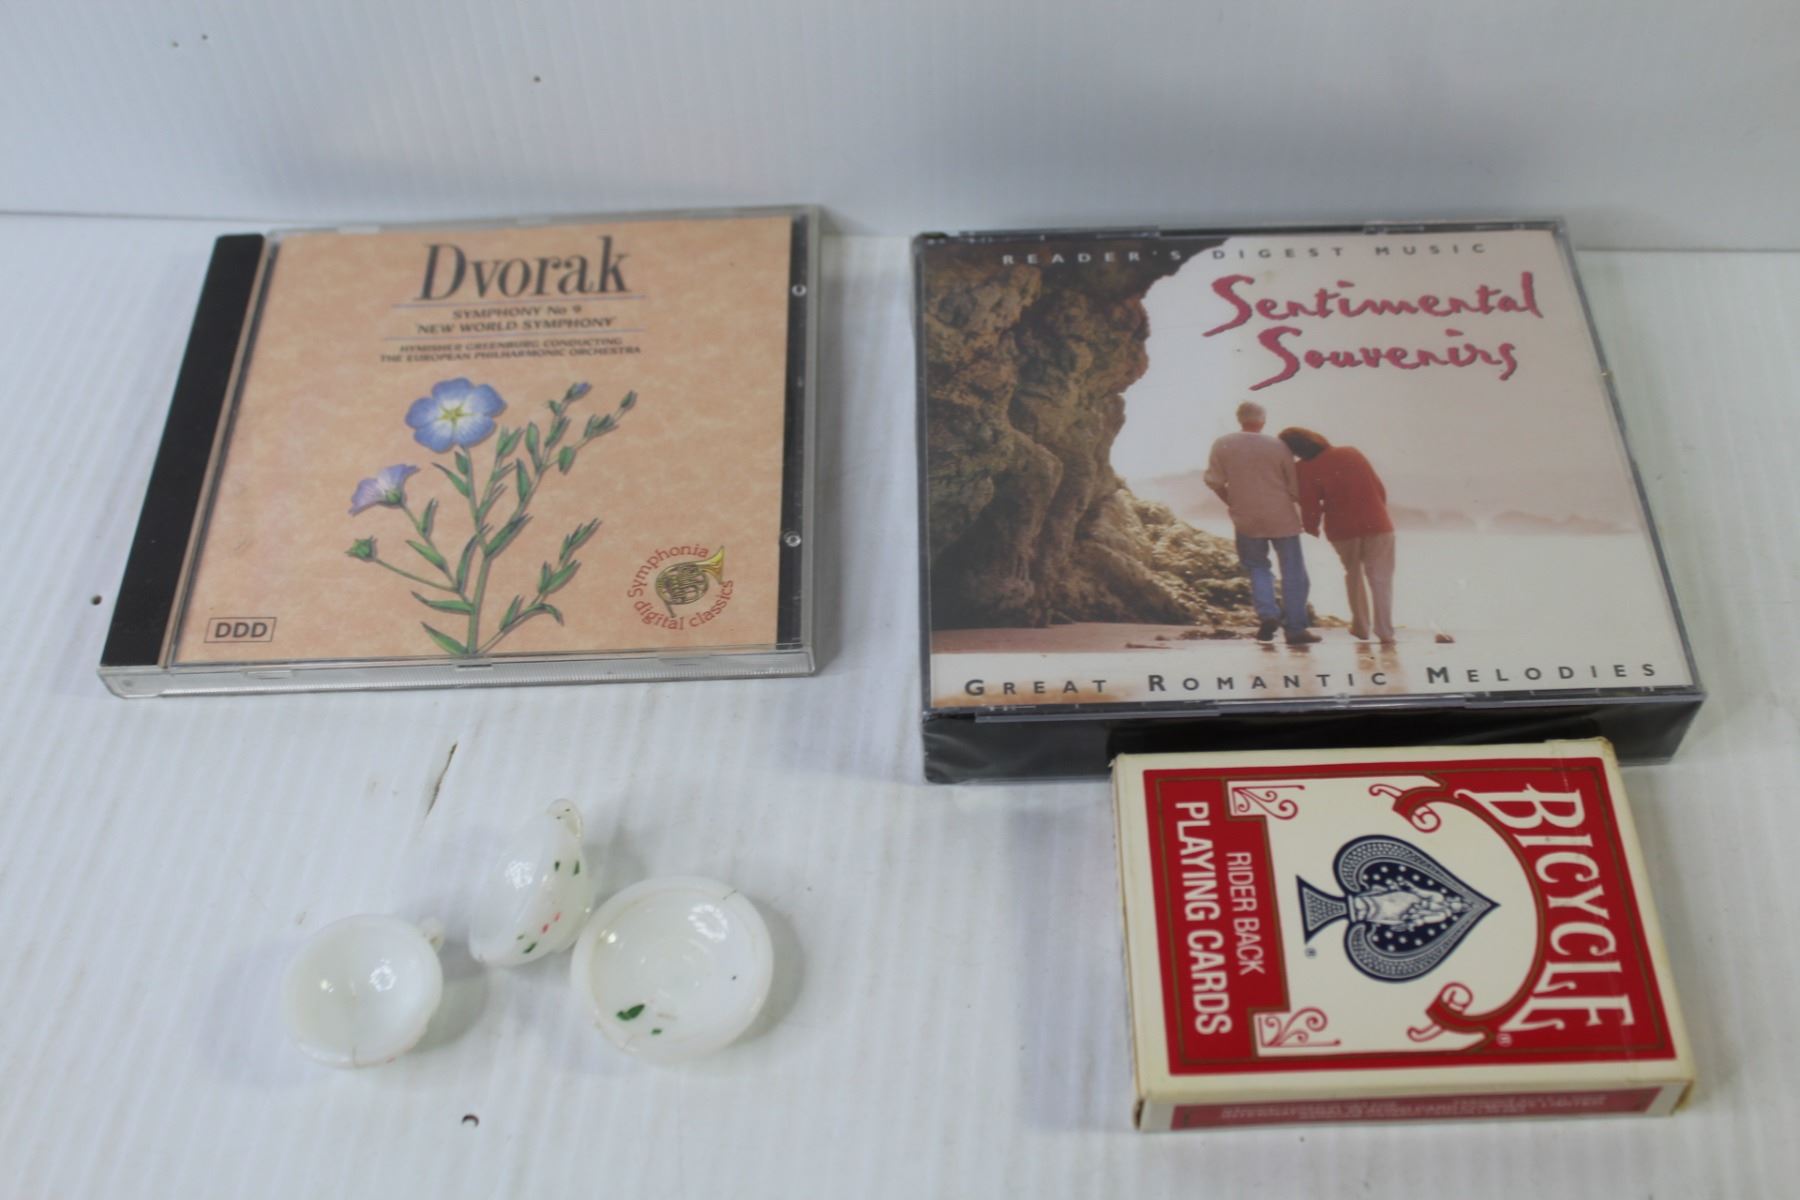 Dvorak
SYMPHONY No 9
'NEW WORLD SYMPHONY'
HYMISHER GREENBURG CONDUCTING
THE EUROPEAN PHILHARMONIC ORCHESTRA
Symphonia
digital classics
DDD
READER'S DIGEST MUSIC
Sentimental
Souvenirs
GREAT ROMANTIC MELODIES
BICYCLE
®
®
RIDER BACK
PLAYING CARDS